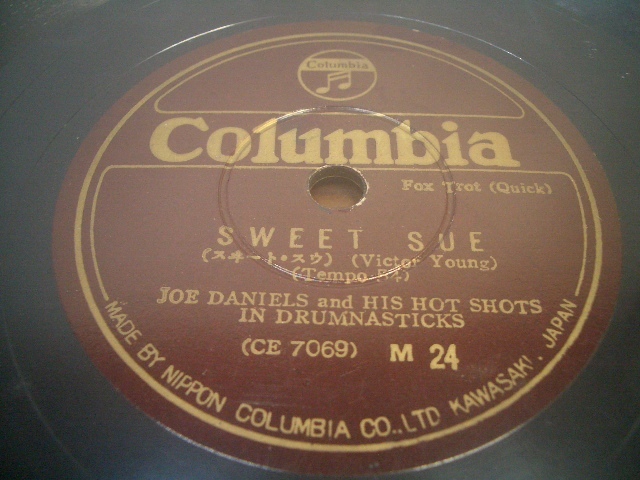 Columbia
Columbia
Fox Trot (Quick)
SWEET SUE
(スヰート・スウ) (Victor Young)
(Tempo
JOE DANIELS and HIS HOT SHOTS
IN DRUMNASTICKS
(CE 7069) M 24
MADE BY NIPPON COLUMBIA CO., LTD KAWASAKI. JAPAN